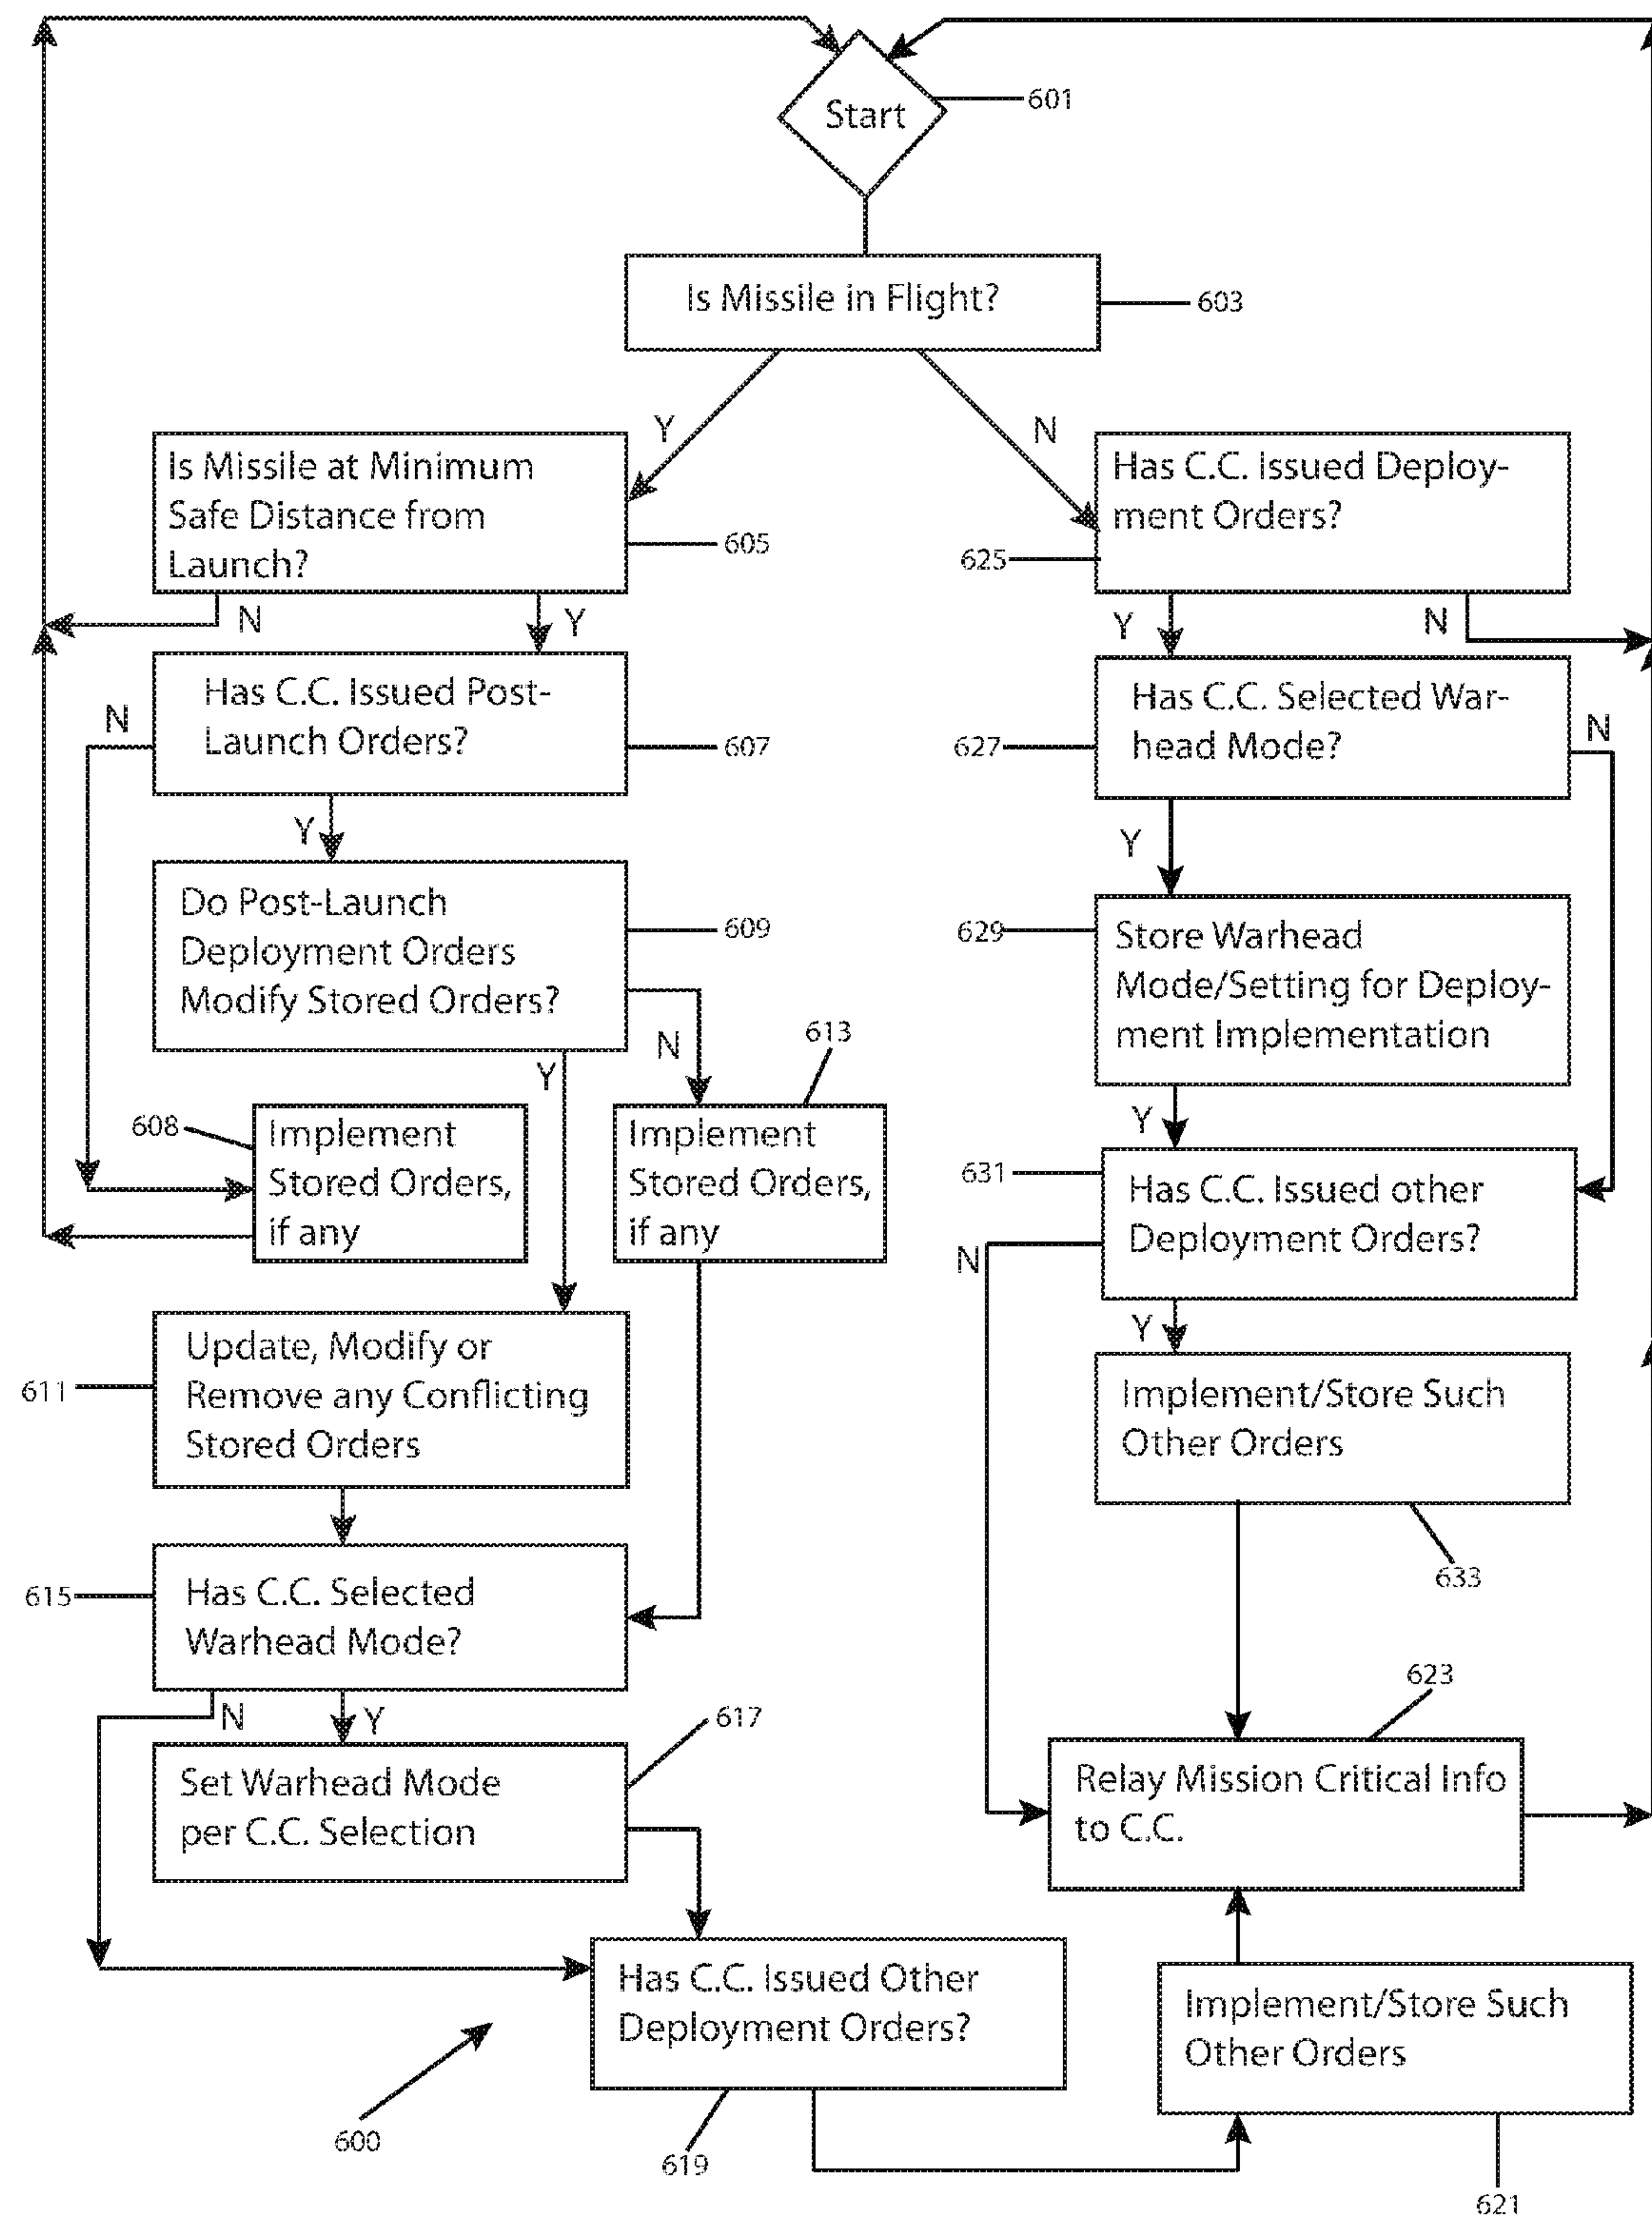 Start
601
Is Missile in Flight?
603
Y
N
Is Missile at Minimum
Safe Distance from
Launch?
605
Has C.C. Issued Deploy-
ment Orders?
625
N
Y
Y
N
Has C.C. Issued Post-
Launch Orders?
607
N
Y
Has C.C. Selected War-
head Mode?
627
N
Y
Do Post-Launch
Deployment Orders
Modify Stored Orders?
609
N
Y
613
Store Warhead
Mode/Setting for Deploy-
ment Implementation
629
Y
608
Implement
Stored Orders,
if any
Implement
Stored Orders,
if any
631
Has C.C. Issued other
Deployment Orders?
N
Y
Update, Modify or
Remove any Conflicting
Stored Orders
611
Implement/Store Such
Other Orders
633
Has C.C. Selected
Warhead Mode?
615
N
Y
617
623
Set Warhead Mode
per C.C. Selection
Relay Mission Critical Info
to C.C.
Has C.C. Issued Other
Deployment Orders?
Implement/Store Such
Other Orders
600
619
621